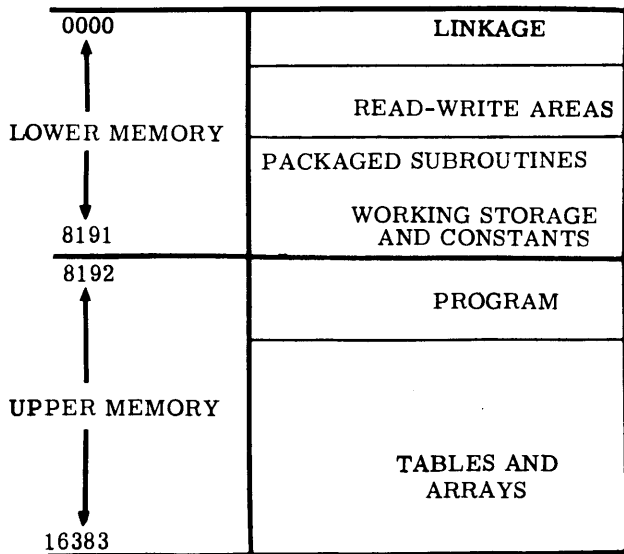 0000
LINKAGE
READ-WRITE AREAS
LOWER MEMORY
PACKAGED SUBROUTINES
WORKING STORAGE
AND CONSTANTS
8191
8192
PROGRAM
UPPER MEMORY
TABLES AND
ARRAYS
16383